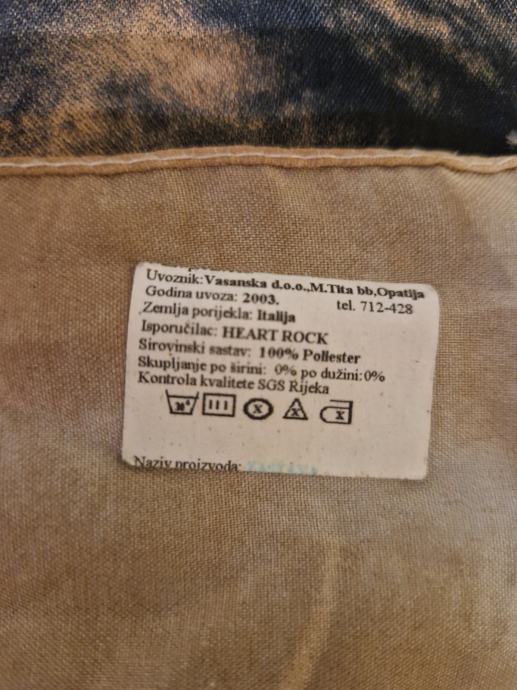 Uvoznik:Vasanska d.o.o.,M.Tita bb,Opatija
Godina uvoza: 2003. tel. 712-428
Zemlja porijekla: Italija
Isporučilac: HEART ROCK
Sirovinski sastav: 100% Poliester
Skupljanje po širini: 0% po dužini:0%
Kontrola kvalitete SGS Rijeka
Naziv proizvoda: